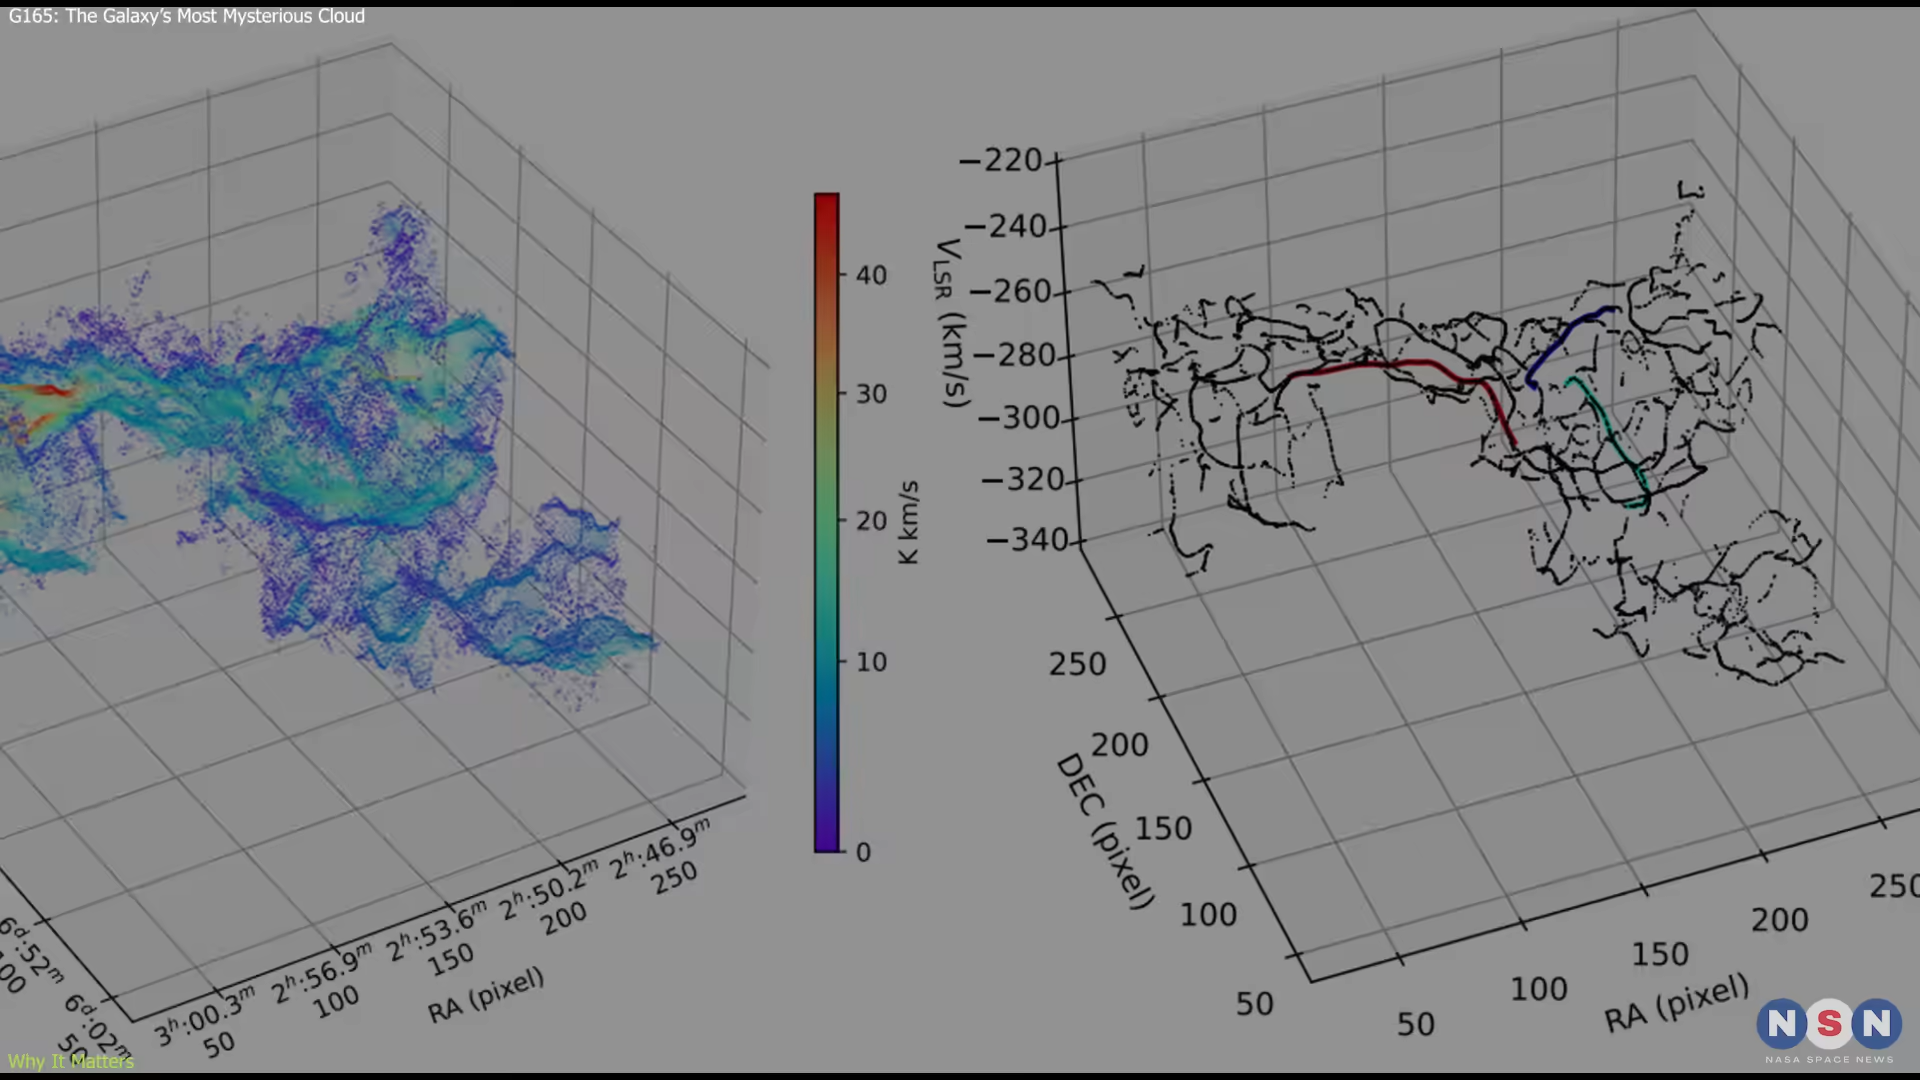 G165: The Galaxy's Most Mysterious Cloud
−220
−240
−260
−280
−300
−320
−340
V_LSR (km/s)
40
30
20
10
0
K km/s
250
200
150
100
50
DEC (pixel)
50
100
150
200
250
RA (pixel)
6ᵈ:52ᵐ
6ᵈ:02ᵐ
3ʰ:00.3ᵐ
50
2ʰ:56.9ᵐ
100
2ʰ:53.6ᵐ
150
2ʰ:50.2ᵐ
200
2ʰ:46.9ᵐ
250
RA (pixel)
Why It Matters
NSN
NASA SPACE NEWS